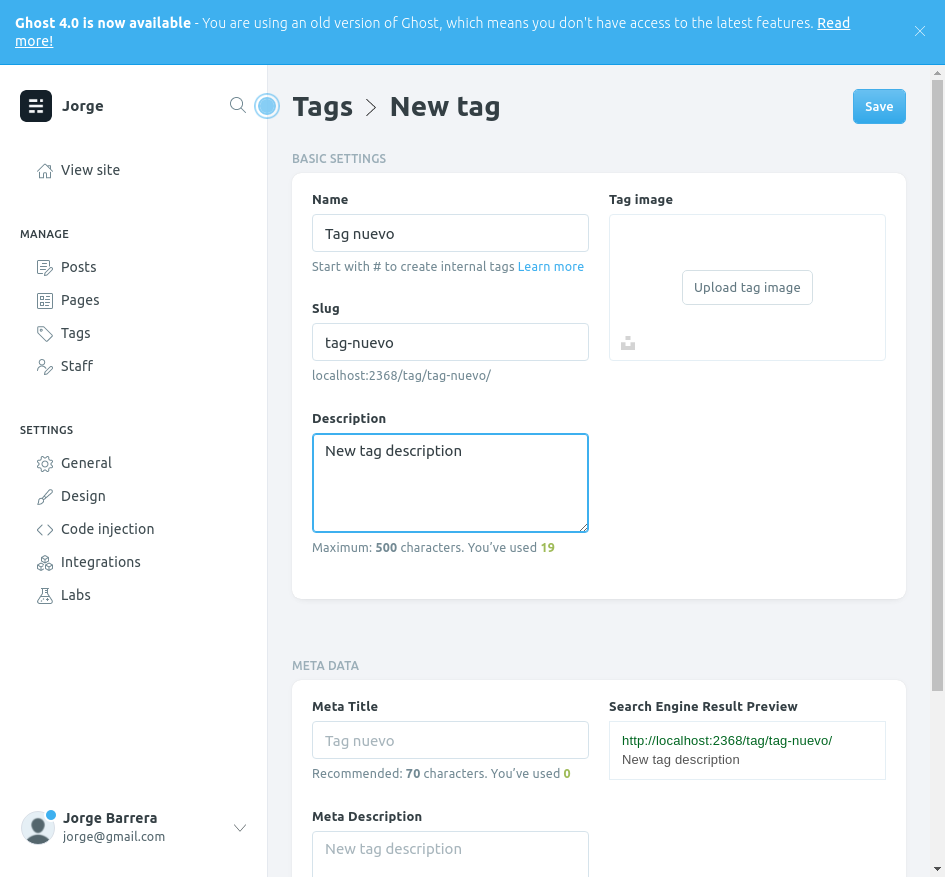 Ghost 4.0 is now available - You are using an old version of Ghost, which means you don't have access to the latest features. Read
more!
Jorge
View site
MANAGE
Posts
Pages
Tags
Staff
SETTINGS
General
Design
Code injection
Integrations
Labs
Jorge Barrera
jorge@gmail.com
Tags > New tag
Save
BASIC SETTINGS
Name
Tag nuevo
Start with # to create internal tags Learn more
Slug
tag-nuevo
localhost:2368/tag/tag-nuevo/
Description
New tag description
Maximum: 500 characters. You’ve used 19
Tag image
Upload tag image
META DATA
Meta Title
Tag nuevo
Recommended: 70 characters. You’ve used 0
Meta Description
New tag description
Search Engine Result Preview
http://localhost:2368/tag/tag-nuevo/
New tag description